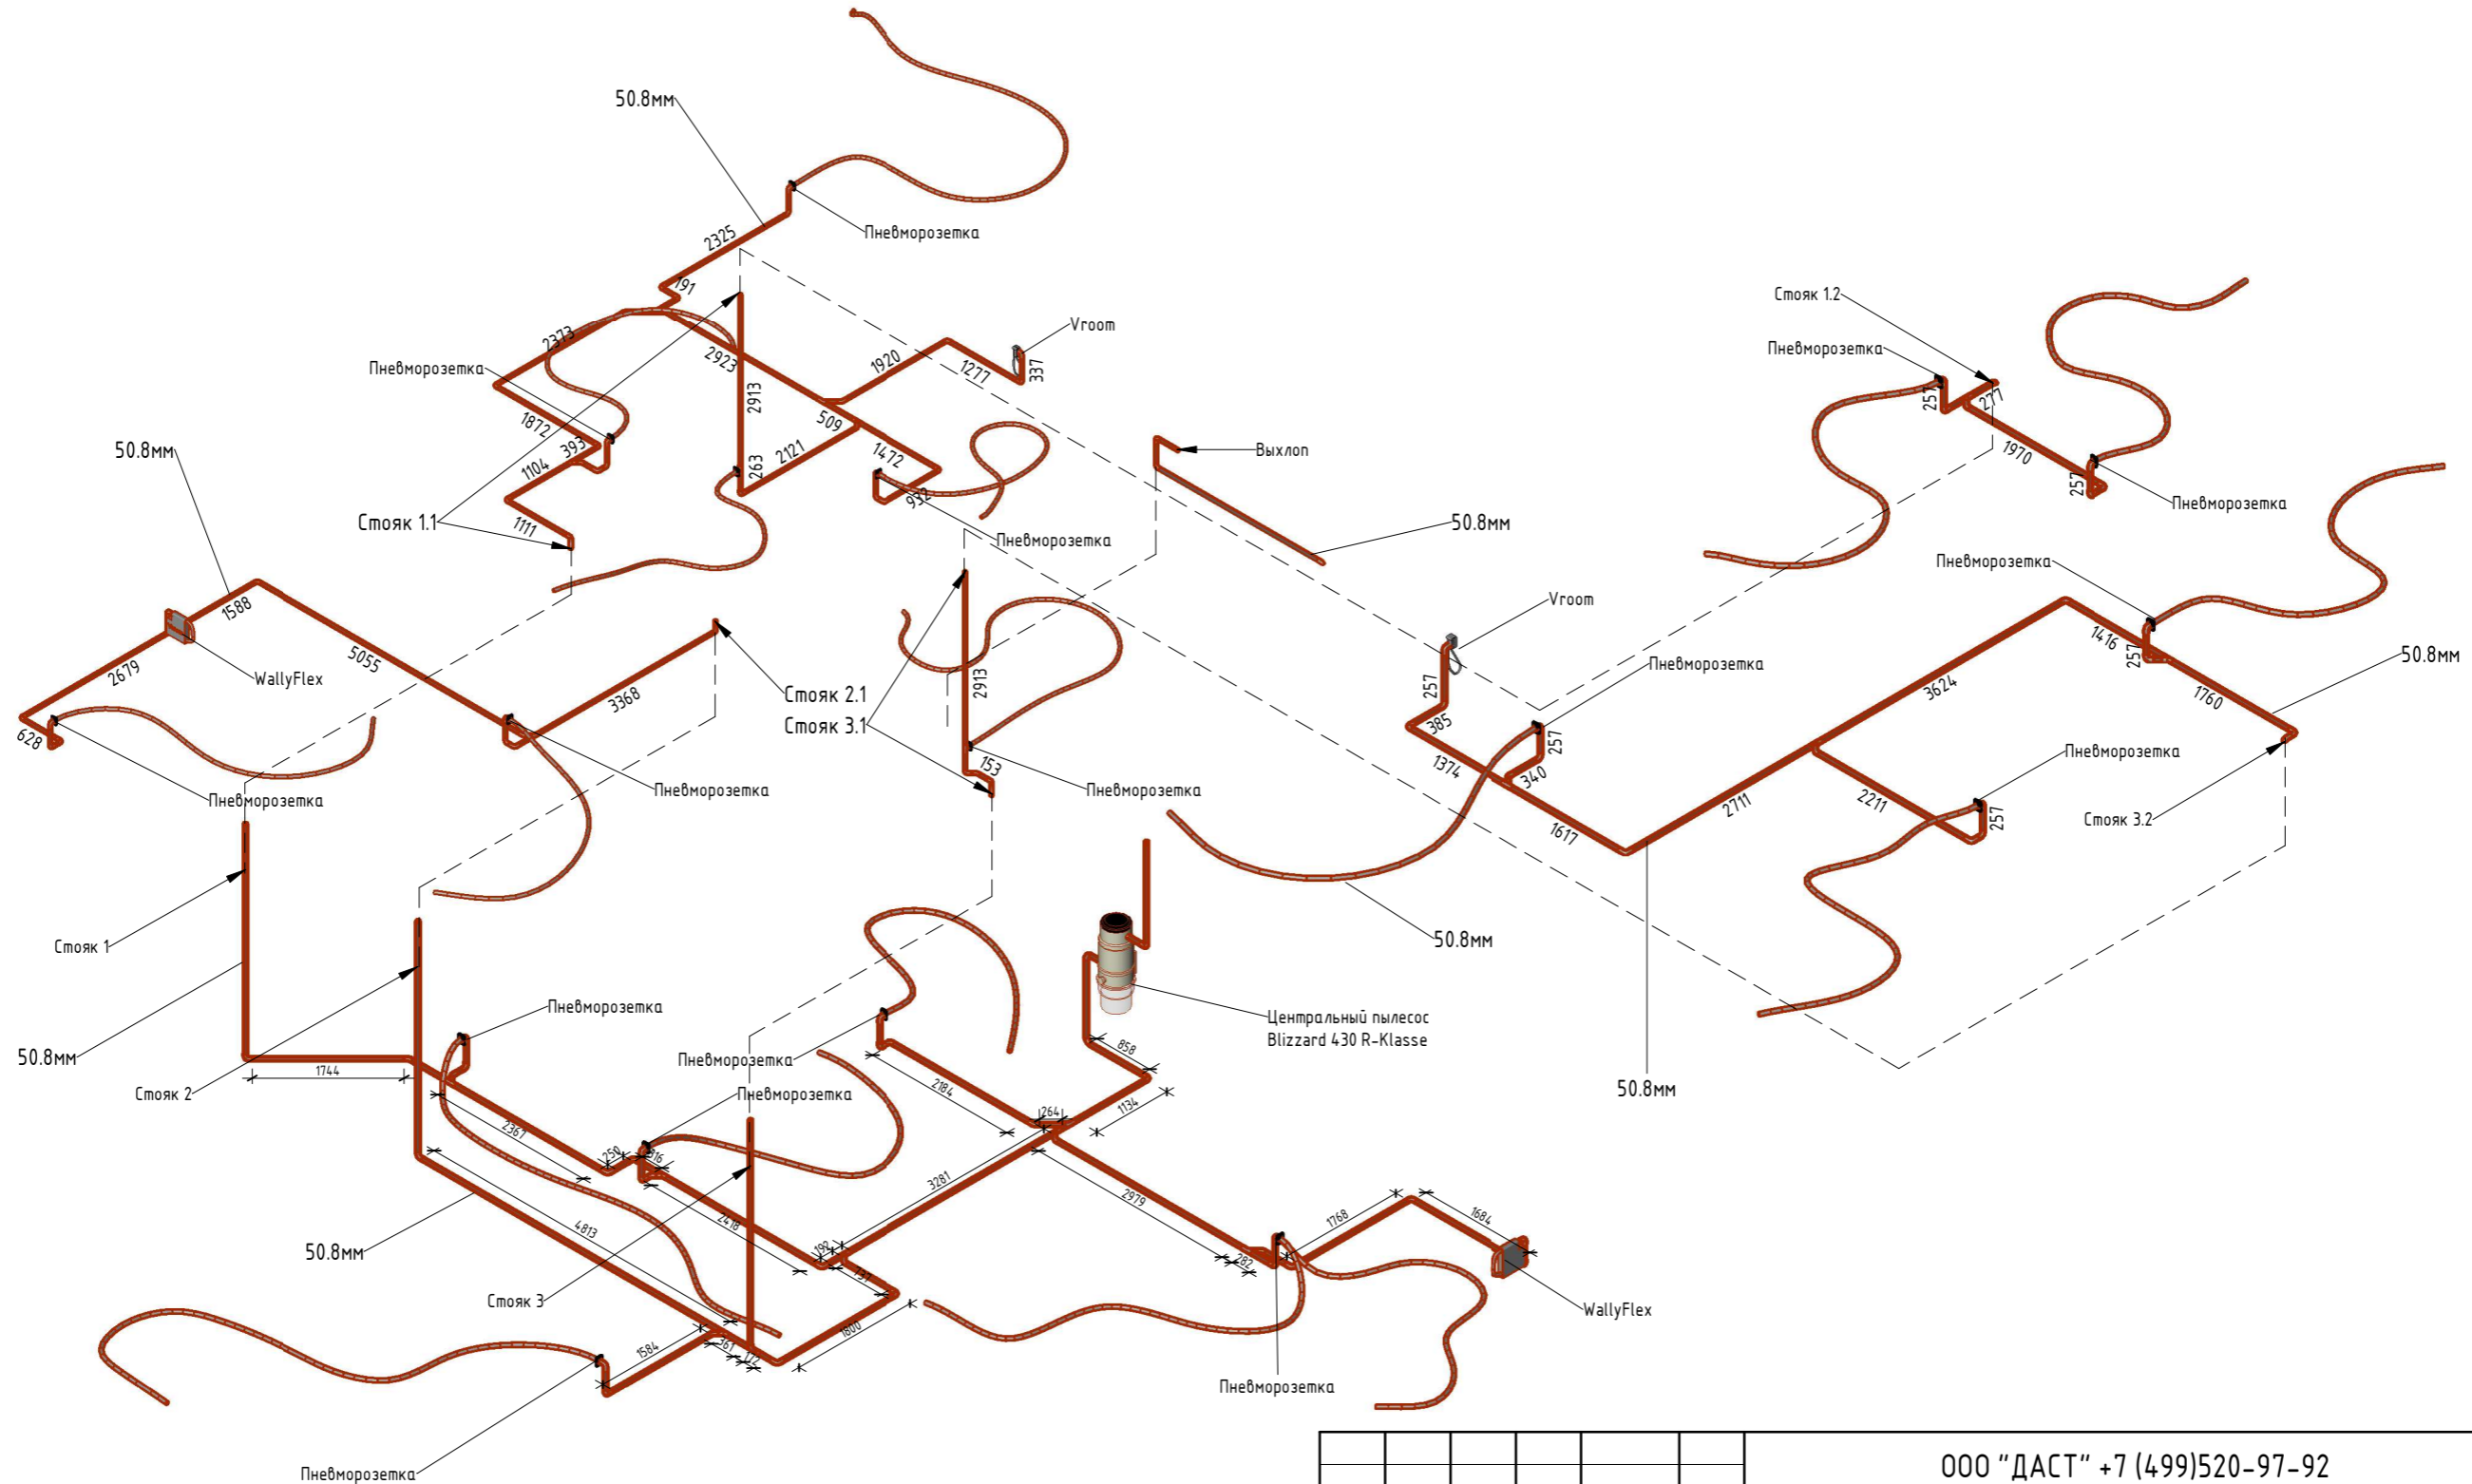 50.8мм
Пневморозетка
2325
191
Стояк 1.2
Vroom
Пневморозетка
2373
2923
1920
1277
337
Пневморозетка
257
277
2913
1872
393
509
50.8мм
1104
263
2121
1472
Выхлоп
1970
257
Пневморозетка
932
Стояк 1.1
1111
50.8мм
Пневморозетка
Пневморозетка
1588
Vroom
5055
2679
WallyFlex
3368
Стояк 2.1
2913
Пневморозетка
257
1416
257
50.8мм
3624
1760
628
Стояк 3.1
385
257
153
1374
340
Пневморозетка
Пневморозетка
Пневморозетка
Пневморозетка
2711
2211
257
Стояк 3.2
1617
Стояк 1
50.8мм
Пневморозетка
Центральный пылесос
Blizzard 430 R-Klasse
50.8мм
Пневморозетка
858
1744
Стояк 2
2184
Пневморозетка
264
1134
50.8мм
2367
250
316
3281
2979
4813
2418
1768
1684
50.8мм
192
737
282
Стояк 3
WallyFlex
1800
1584
361
172
Пневморозетка
Пневморозетка
ООО "ДАСТ" +7 (499)520-97-92